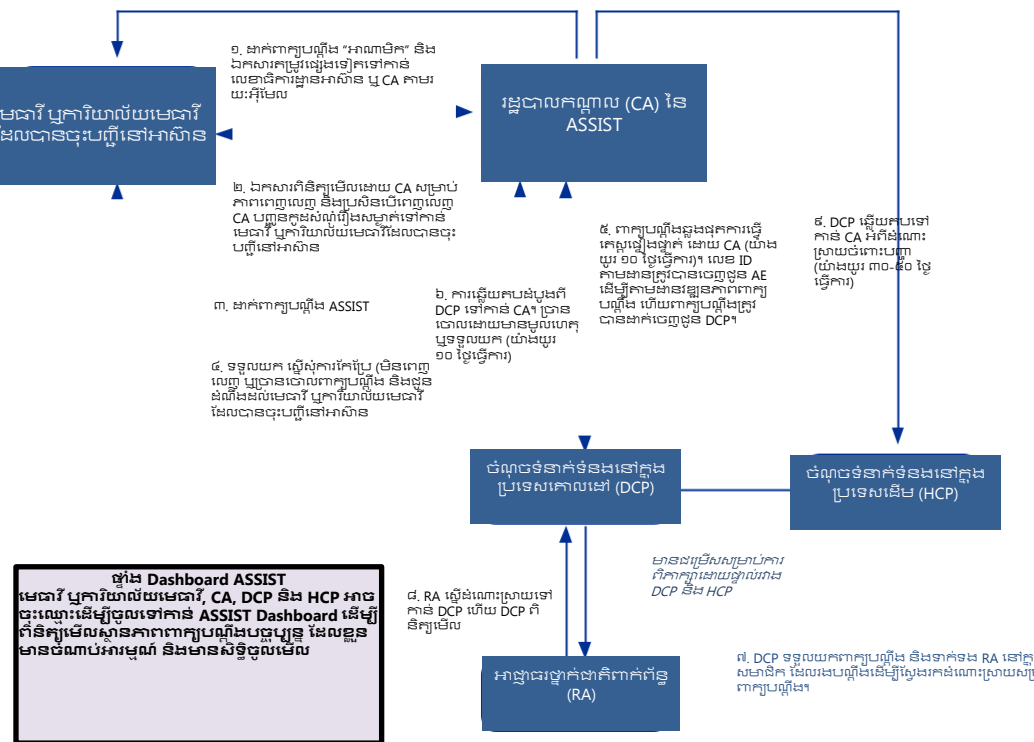 ១. ដាក់ពាក្យបណ្តឹង “អាណាមិក” និង
ឯកសារតម្រូវផ្សេងទៀតទៅកាន់
លេខាធិការដ្ឋានអាស៊ាន ឬ CA តាមរ
យៈអ៊ីមែល
មេធាវី ឬការិយាល័យមេធាវី
ដែលបានចុះបញ្ជីនៅអាស៊ាន
រដ្ឋបាលកណ្តាល (CA) នៃ
ASSIST
២. ឯកសារពិនិត្យមើលដោយ CA សម្រាប់
ភាពពេញលេញ និងប្រសិនបើពេញលេញ
CA បញ្ជូនកូដសំណុំរឿងសម្ងាត់ទៅកាន់
មេធាវី ឬការិយាល័យមេធាវីដែលបានចុះ
បញ្ជីនៅអាស៊ាន
៣. ដាក់ពាក្យបណ្តឹង ASSIST
៤. ទទួលយក ស្នើសុំការកែប្រែ (មិនពេញ
លេញ ឬច្រានចោលពាក្យបណ្តឹង និងជូន
ដំណឹងដល់មេធាវី ឬការិយាល័យមេធាវី
ដែលបានចុះបញ្ជីនៅអាស៊ាន
៦. ការឆ្លើយតបដំបូងពី
DCP ទៅកាន់ CA។ ច្រាន
ចោលដោយមានមូលហេតុ
ឬទទួលយក (យ៉ាងយូរ
១០ ថ្ងៃធ្វើការ)
៥. ពាក្យបណ្តឹងឆ្លងផុតការធ្វើ
តេស្តផ្ទៀងផ្ទាត់ ដោយ CA (យ៉ាង
យូរ ១០ ថ្ងៃធ្វើការ)។ លេខ ID
តាមដានត្រូវបានចេញជូន AE
ដើម្បីតាមដានវឌ្ឍនភាពពាក្យ
បណ្តឹង ហើយពាក្យបណ្តឹងត្រូវ
បានដាក់ចេញជូន DCP។
៩. DCP ឆ្លើយតបទៅ
កាន់ CA អំពីដំណោះ
ស្រាយចំពោះបញ្ហា
(យ៉ាងយូរ ៣០-៤០ ថ្ងៃ
ធ្វើការ)
ចំណុចទំនាក់ទំនងនៅក្នុង
ប្រទេសគោលដៅ (DCP)
ចំណុចទំនាក់ទំនងនៅក្នុង
ប្រទេសដើម (HCP)
មានជម្រើសសម្រាប់ការ
ពិភាក្សាដោយផ្ទាល់រវាង
DCP និង HCP
៨. RA ស្នើដំណោះស្រាយទៅ
កាន់ DCP ហើយ DCP ពិ
និត្យមើល
ផ្ទាំង Dashboard ASSIST
មេធាវី ឬការិយាល័យមេធាវី, CA, DCP និង HCP អាច
ចុះឈ្មោះដើម្បីចូលទៅកាន់ ASSIST Dashboard ដើម្បី
ពិនិត្យមើលស្ថានភាពពាក្យបណ្តឹងបច្ចុប្បន្ន ដែលខ្លួន
មានចំណាប់អារម្មណ៍ និងមានសិទ្ធិចូលមើល
អាជ្ញាធរថ្នាក់ជាតិពាក់ព័ន្ធ
(RA)
៧. DCP ទទួលយកពាក្យបណ្តឹង និងទាក់ទង RA នៅក្នុង
សមាជិក ដែលរងបណ្តឹងដើម្បីស្វែងរកដំណោះស្រាយ
ពាក្យបណ្តឹង។